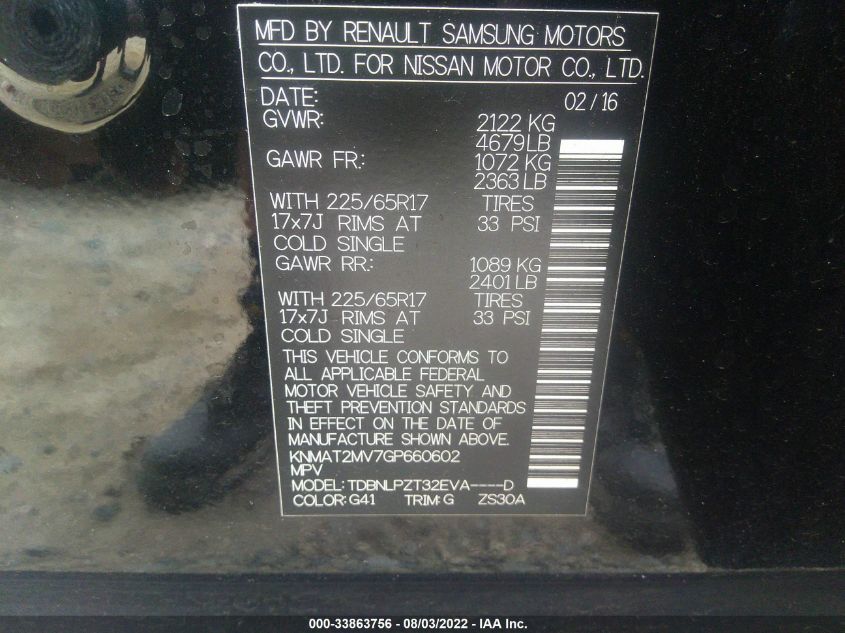 MFD BY RENAULT SAMSUNG MOTORS
CO., LTD. FOR NISSAN MOTOR CO., LTD.
DATE: 02/16
GVWR: 2122 KG
4679LB
GAWR FR.: 1072 KG
2363 LB
WITH 225/65R17 TIRES
17x7J RIMS AT 33 PSI
COLD SINGLE
GAWR RR.: 1089 KG
2401 LB
WITH 225/65R17 TIRES
17x7J RIMS AT 33 PSI
COLD SINGLE
THIS VEHICLE CONFORMS TO
ALL APPLICABLE FEDERAL
MOTOR VEHICLE SAFETY AND
THEFT PREVENTION STANDARDS
IN EFFECT ON THE DATE OF
MANUFACTURE SHOWN ABOVE.
KNMAT2MV7GP660602
MPV
MODEL: TDBNLPZT32EVA----D
COLOR: G41 TRIM: G ZS30A
000-33863756 - 08/03/2022 - IAA Inc.